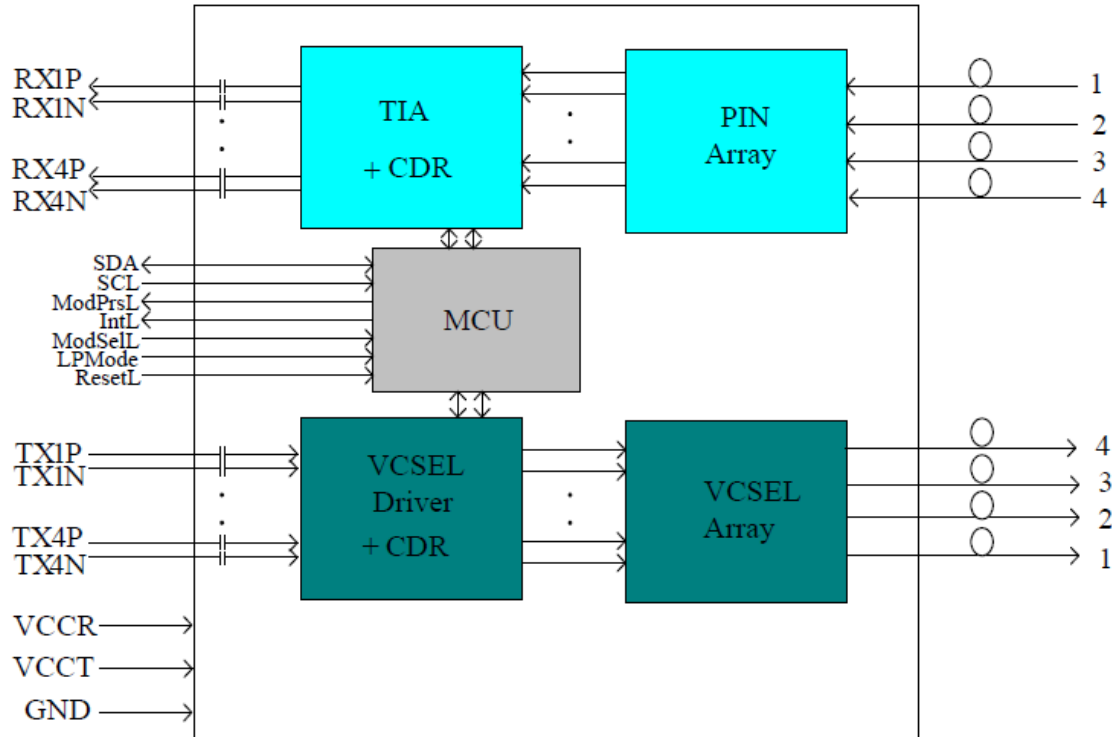 RX1P
RX1N
RX4P
RX4N
TIA
+ CDR
PIN
Array
1
2
3
4
SDA
SCL
ModPrsL
IntL
ModSelL
LPMode
ResetL
MCU
TX1P
TX1N
TX4P
TX4N
VCSEL
Driver
+ CDR
VCSEL
Array
4
3
2
1
VCCR
VCCT
GND